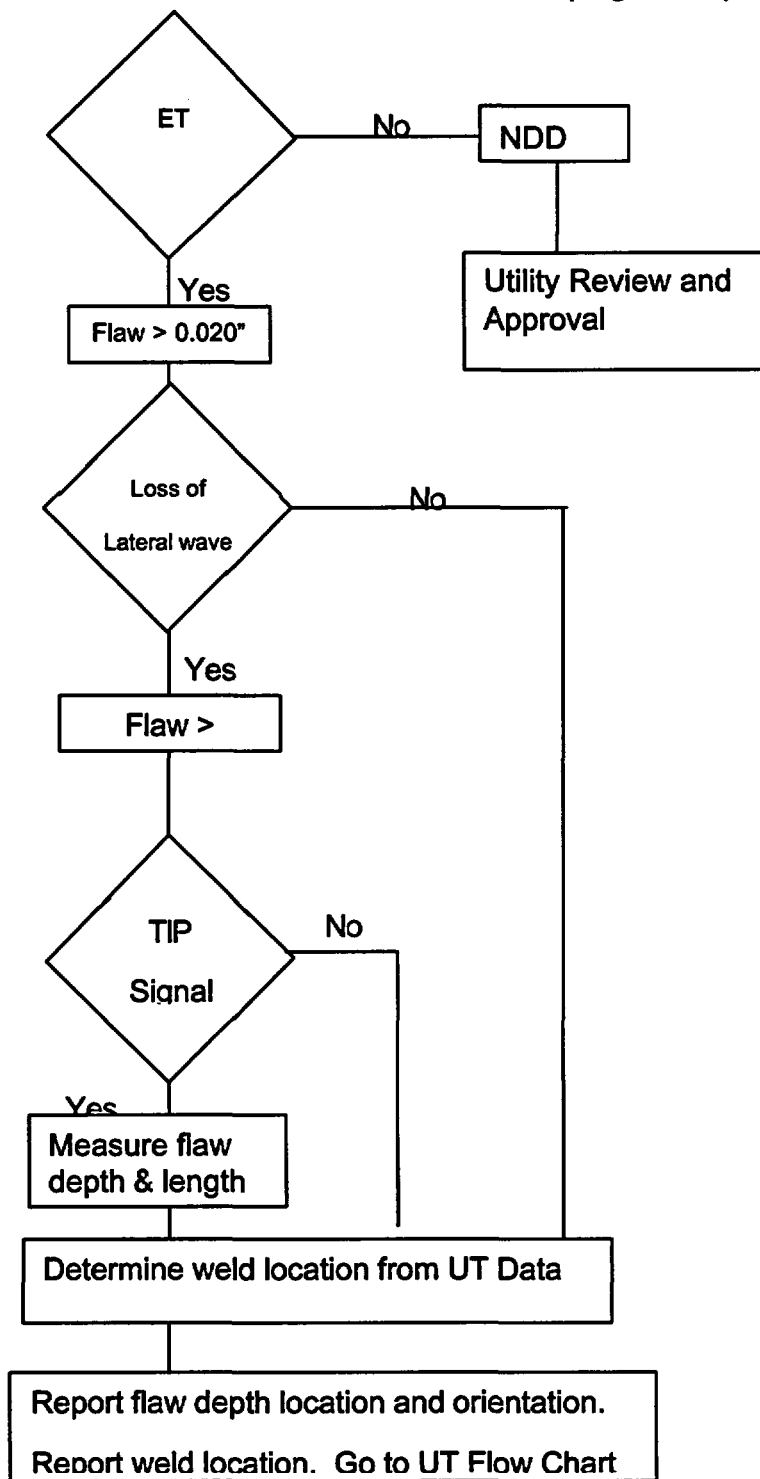 ET
No
NDD
Yes
Utility Review and
Approval
Flaw > 0.020"
Loss of
Lateral wave
No
Yes
Flaw >
TIP
Signal
No
Yes
Measure flaw
depth & length
Determine weld location from UT Data
Report flaw depth location and orientation.
Report weld location. Go to UT Flow Chart